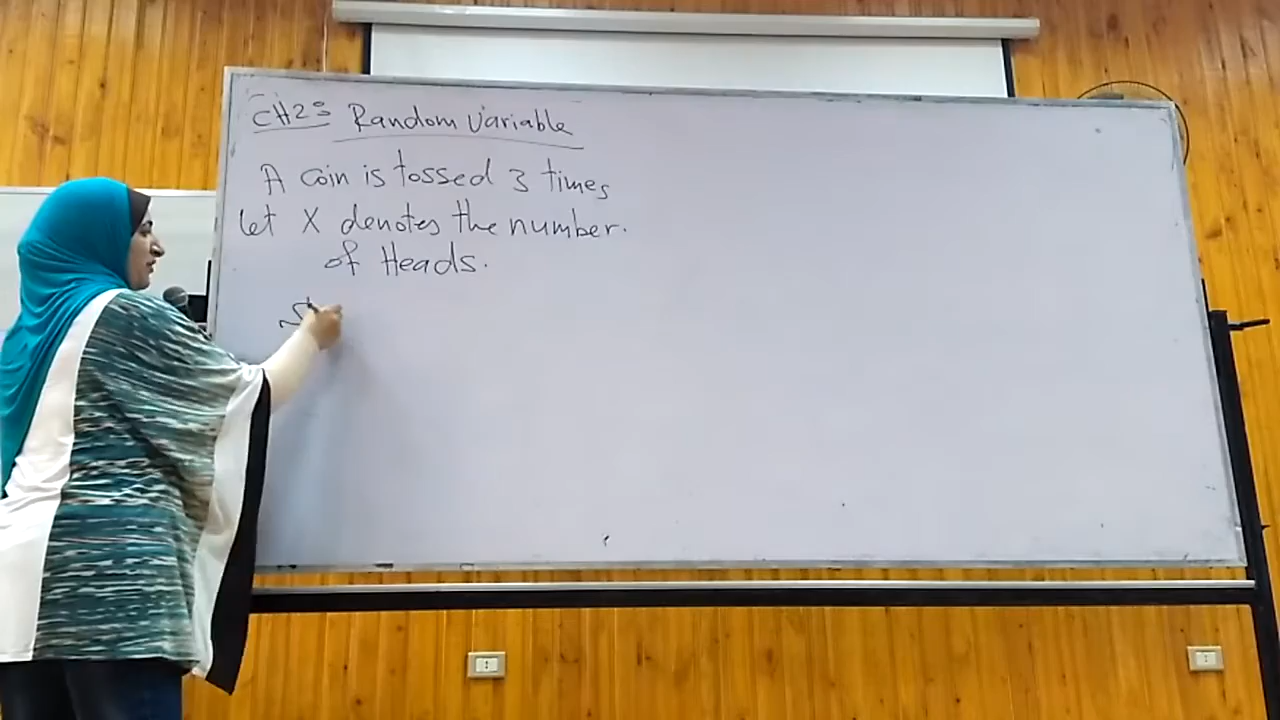 CH2: Random Variable
A coin is tossed 3 times
let X denotes the number.
of Heads.
S